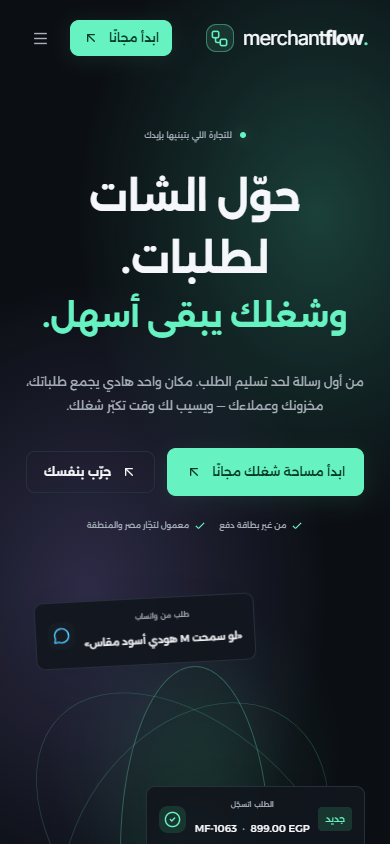 merchantflow.
ابدأ مجانًا
للتجارة اللي بتبنيها بإيدك
حوّل الشات
لطلبات.
وشغلك يبقى أسهل.
من أول رسالة لحد تسليم الطلب. مكان واحد هادي يجمع طلباتك،
مخزونك وعملاءك — ويسيب لك وقت تكبّر شغلك.
ابدأ مساحة شغلك مجانًا
جرّب بنفسك
من غير بطاقة دفع
معمول لتجّار مصر والمنطقة
طلب من واتساب
«لو سمحت M هودي أسود مقاس»
الطلب اتسجّل
جديد
MF-1063 · 899.00 EGP